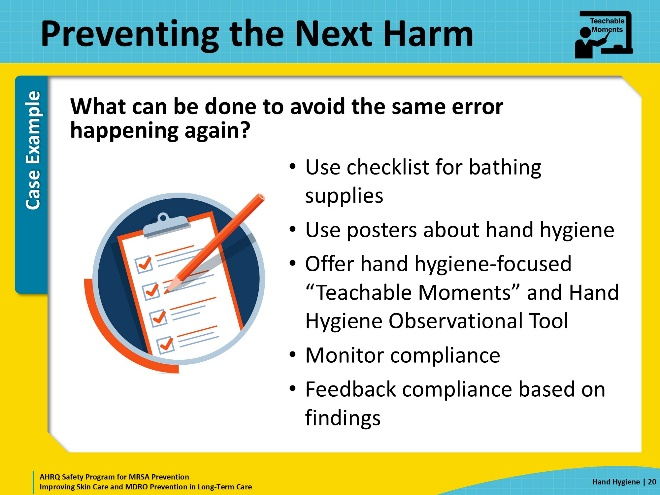 Preventing the Next Harm
Teachable
Moments
Case Example
What can be done to avoid the same error
happening again?
• Use checklist for bathing
supplies
• Use posters about hand hygiene
• Offer hand hygiene-focused
“Teachable Moments” and Hand
Hygiene Observational Tool
• Monitor compliance
• Feedback compliance based on
findings
AHRQ Safety Program for MRSA Prevention
Improving Skin Care and MDRO Prevention in Long-Term Care
Hand Hygiene | 20